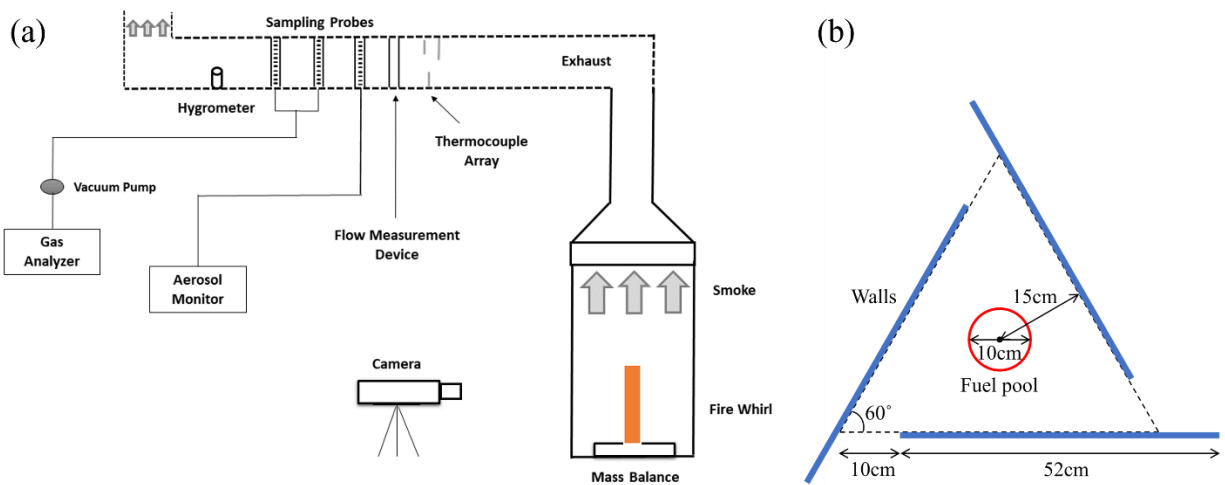 (a)
Sampling Probes
Exhaust
Hygrometer
Thermocouple
Array
Vacuum Pump
Flow Measurement
Device
Gas
Analyzer
Aerosol
Monitor
Smoke
Camera
Fire Whirl
Mass Balance
(b)
Walls
15cm
10cm
Fuel pool
60°
10cm
52cm